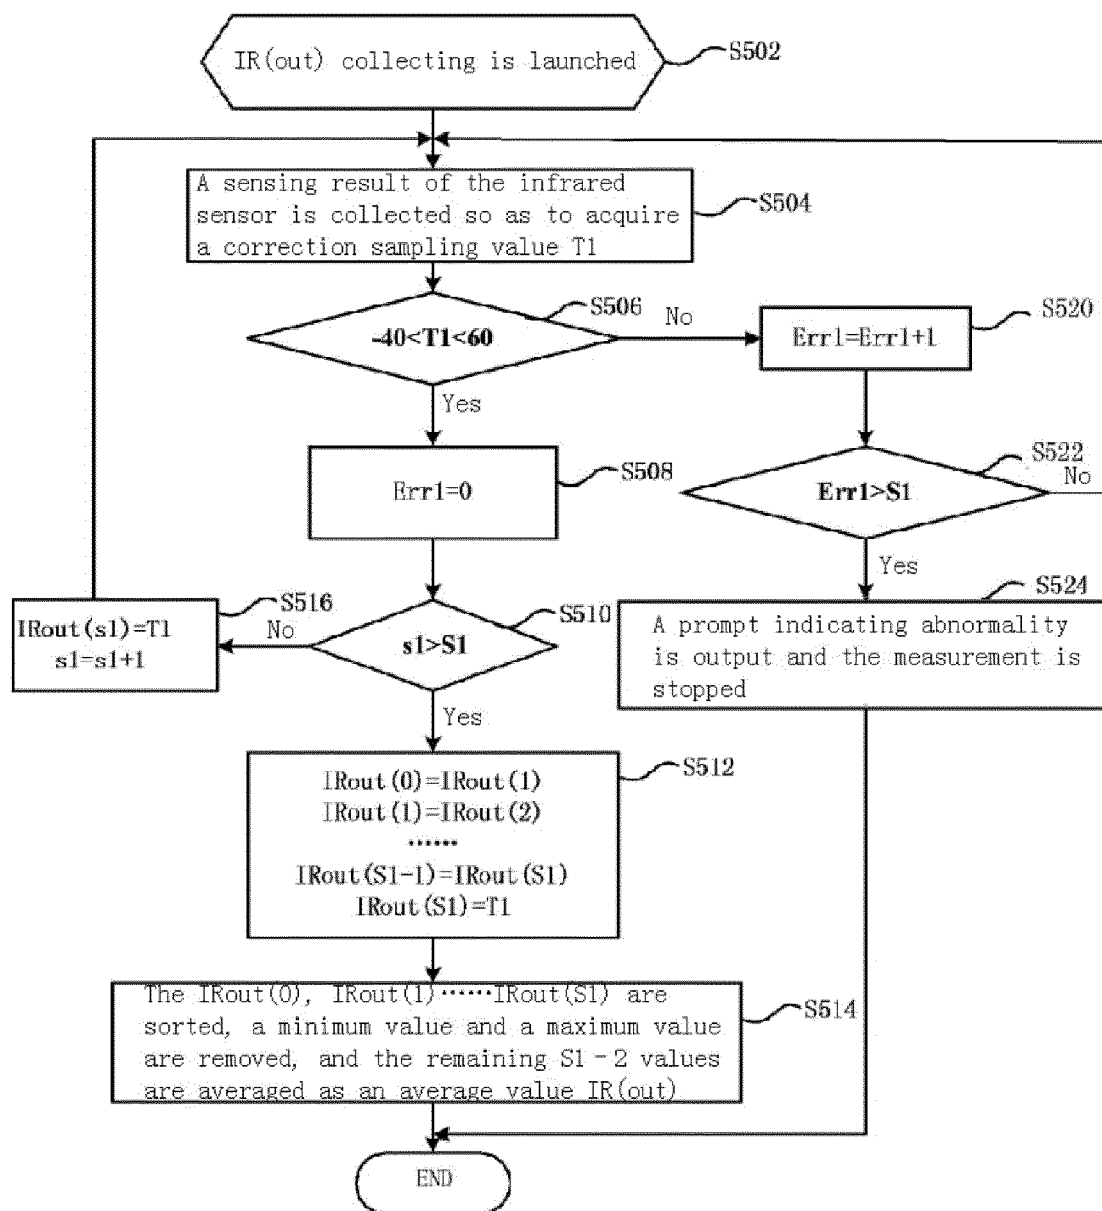 IR(out) collecting is launched
S502
A sensing result of the infrared
sensor is collected so as to acquire
a correction sampling value T1
S504
-40<T1<60
S506
No
Err1=Err1+1
S520
Yes
Err1=0
S508
Err1>S1
S522
No
Yes
IRout(s1)=T1
s1=s1+1
S516
No
s1>S1
S510
A prompt indicating abnormality
is output and the measurement is
stopped
S524
Yes
IRout(0)=IRout(1)
IRout(1)=IRout(2)
······
IRout(S1-1)=IRout(S1)
IRout(S1)=T1
S512
The IRout(0), IRout(1)······IRout(S1) are
sorted, a minimum value and a maximum value
are removed, and the remaining S1-2 values
are averaged as an average value IR(out)
S514
END